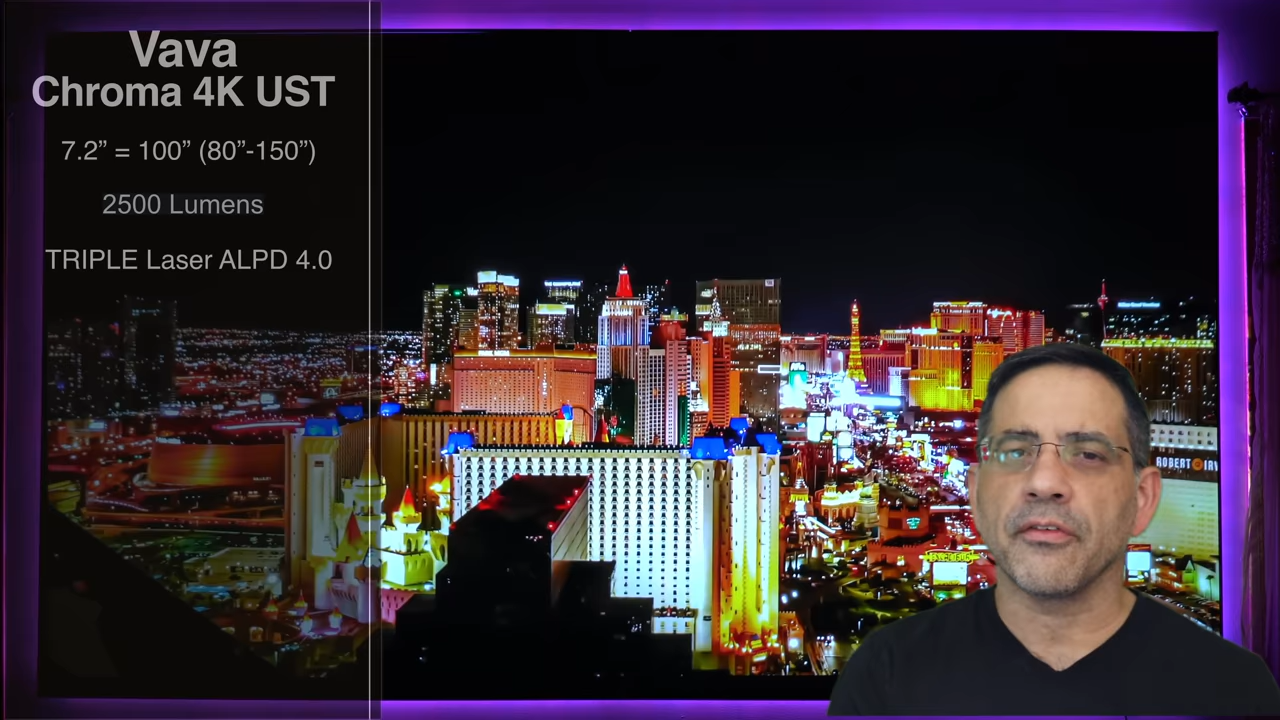 Vava
Chroma 4K UST
7.2” = 100” (80”-150”)
2500 Lumens
TRIPLE Laser ALPD 4.0